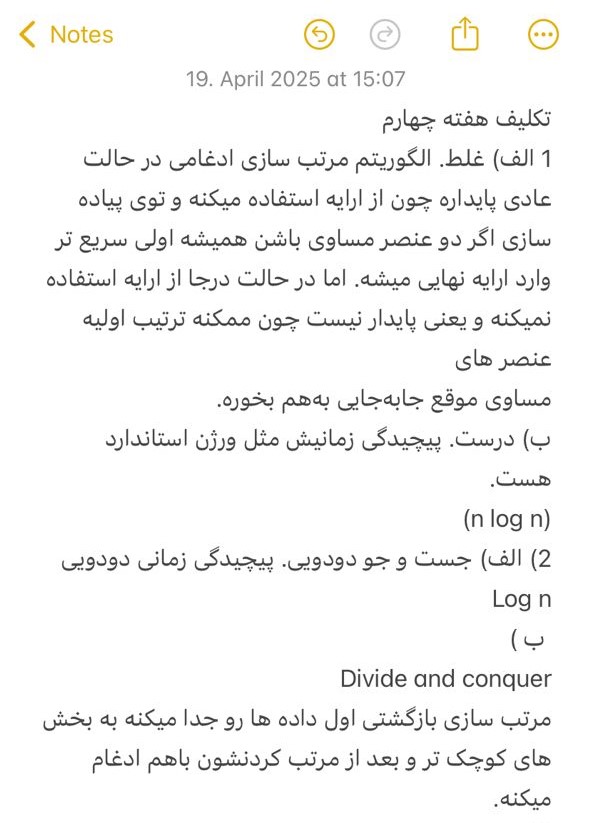 Notes
19. April 2025 at 15:07
تکلیف هفته چهارم
1 الف) غلط. الگوریتم مرتب سازی ادغامی در حالت
عادی پایداره چون از ارایه استفاده میکنه و توی پیاده
سازی اگر دو عنصر مساوی باشن همیشه اولی سریع تر
وارد ارایه نهایی میشه. اما در حالت درجا از ارایه استفاده
نمیکنه و یعنی پایدار نیست چون ممکنه ترتیب اولیه
عنصر های
مساوی موقع جابه‌جایی به‌هم بخوره.
ب) درست. پیچیدگی زمانیش مثل ورژن استاندارد
هست.
(n log n)
2) الف) جست و جو دودویی. پیچیدگی زمانی دودویی
Log n
ب )
Divide and conquer
مرتب سازی بازگشتی اول داده ها رو جدا میکنه به بخش
های کوچک تر و بعد از مرتب کردنشون باهم ادغام
میکنه.